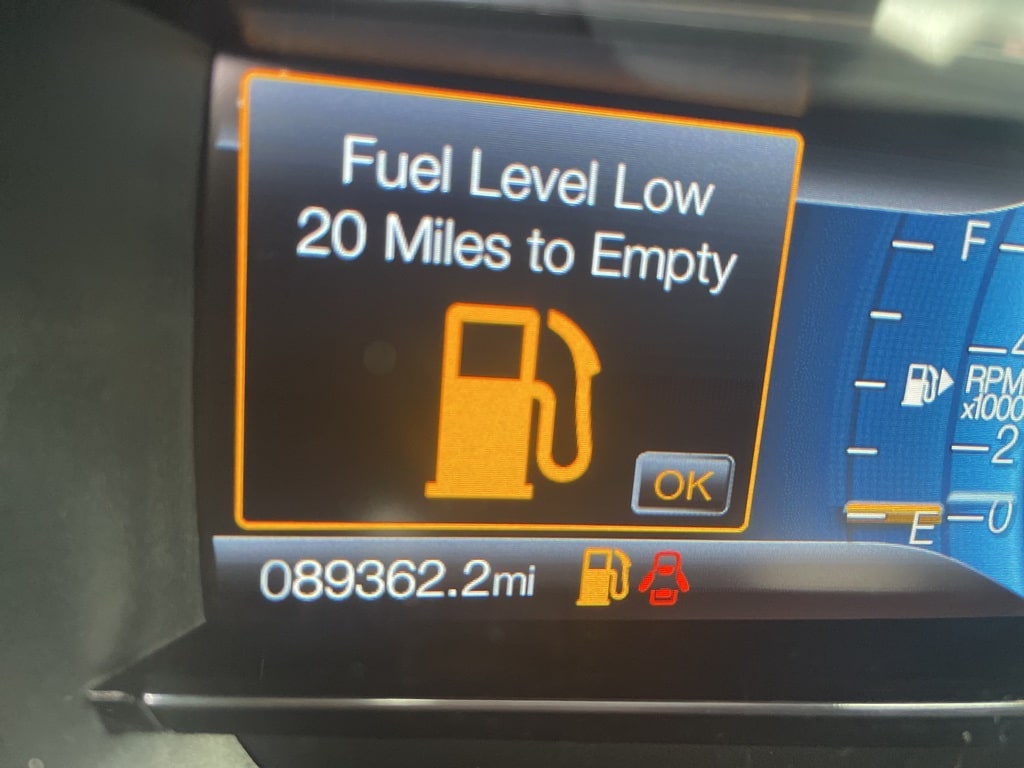 Fuel Level Low
20 Miles to Empty
OK
089362.2mi
F
RPM
x1000
2
0
E